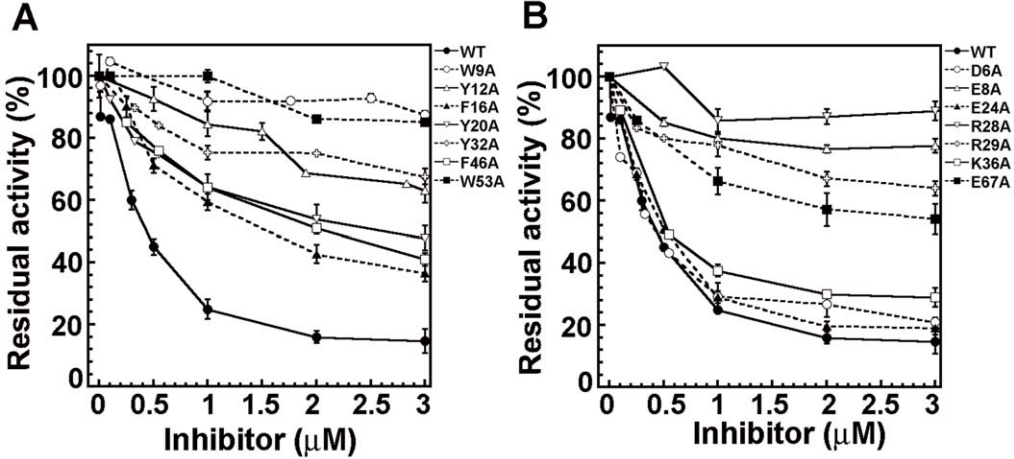 A
Residual activity (%)
100
80
60
40
20
0
0 0.5 1 1.5 2 2.5 3
Inhibitor (μM)
WT
W9A
Y12A
F16A
Y20A
Y32A
F46A
W53A
B
Residual activity (%)
100
80
60
40
20
0
0 0.5 1 1.5 2 2.5 3
Inhibitor (μM)
WT
D6A
E8A
E24A
R28A
R29A
K36A
E67A